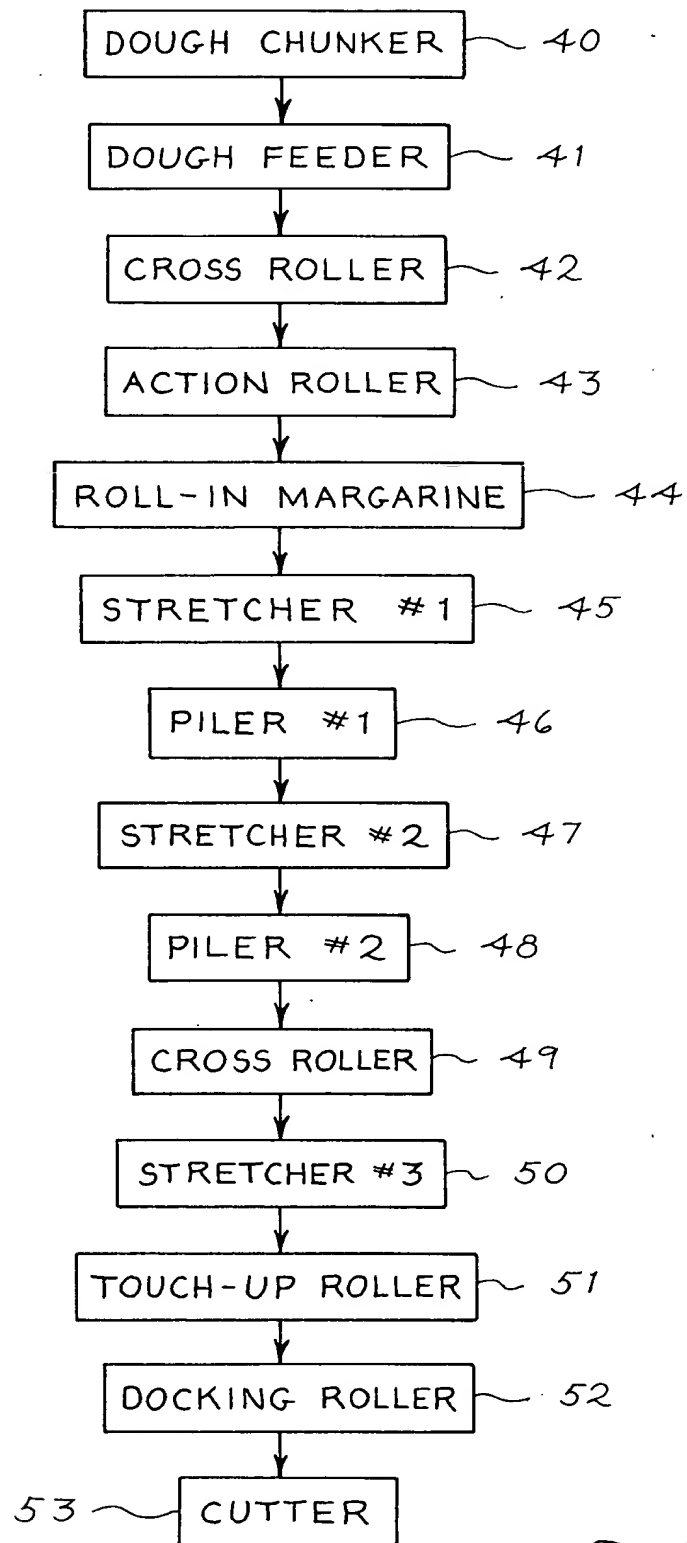 DOUGH CHUNKER 40
DOUGH FEEDER 41
CROSS ROLLER 42
ACTION ROLLER 43
ROLL-IN MARGARINE 44
STRETCHER #1 45
PILER #1 46
STRETCHER #2 47
PILER #2 48
CROSS ROLLER 49
STRETCHER #3 50
TOUCH-UP ROLLER 51
DOCKING ROLLER 52
53 CUTTER